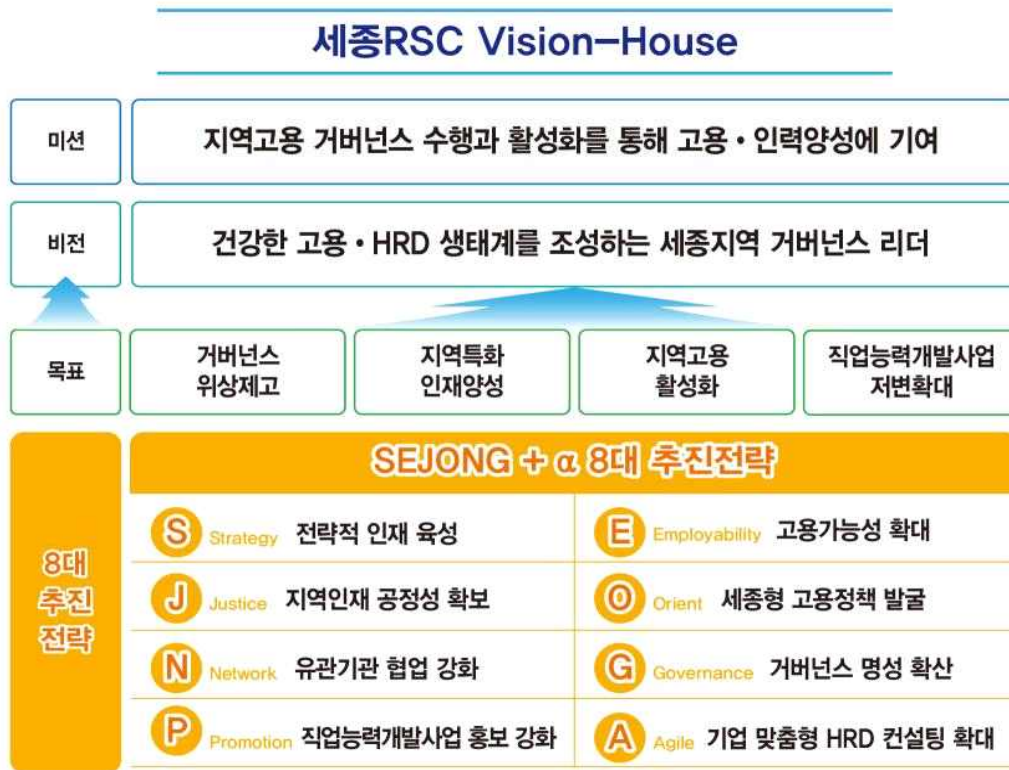 세종RSC Vision-House
미션
지역고용 거버넌스 수행과 활성화를 통해 고용·인력양성에 기여
비전
건강한 고용·HRD 생태계를 조성하는 세종지역 거버넌스 리더
목표
거버넌스
위상제고
지역특화
인재양성
지역고용
활성화
직업능력개발사업
저변확대
8대
추진
전략
SEJONG + α 8대 추진전략
S Strategy 전략적 인재 육성
E Employability 고용가능성 확대
J Justice 지역인재 공정성 확보
O Orient 세종형 고용정책 발굴
N Network 유관기관 협업 강화
G Governance 거버넌스 명성 확산
P Promotion 직업능력개발사업 홍보 강화
A Agile 기업 맞춤형 HRD 컨설팅 확대